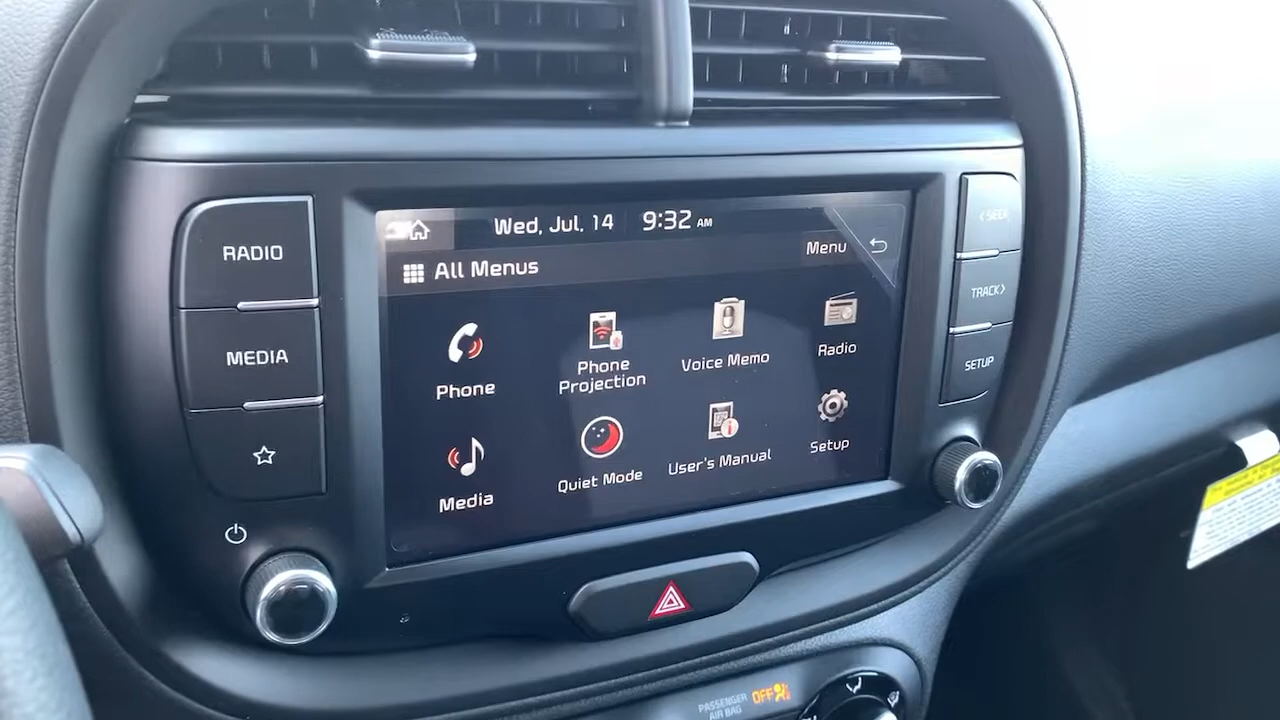 RADIO
MEDIA
Wed, Jul. 14 9:32 AM
All Menus
Menu
Phone
Phone
Projection
Voice Memo
Radio
Media
Quiet Mode
User's Manual
Setup
< SEEK
TRACK >
SETUP
PASSENGER
AIR BAG
OFF